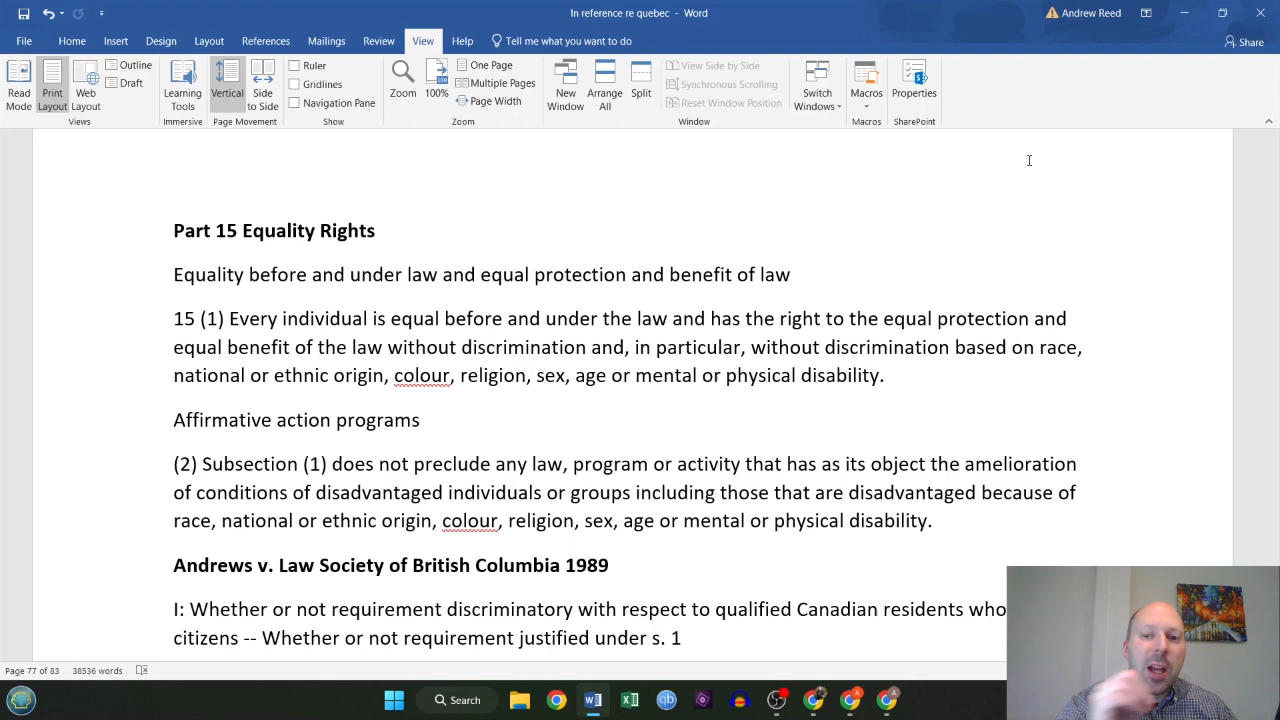 In reference re quebec - Word
Andrew Reed
File Home Insert Design Layout References Mailings Review View Help Tell me what you want to do Share
Read Mode
Print Layout
Web Layout
Outline
Draft
Views
Learning Tools
Immersive
Vertical
Side to Side
Page Movement
Ruler
Gridlines
Navigation Pane
Show
Zoom
100%
One Page
Multiple Pages
Page Width
Zoom
New Window
Arrange All
Split
View Side by Side
Synchronous Scrolling
Reset Window Position
Window
Switch Windows
Macros
Macros
Properties
SharePoint
Part 15 Equality Rights
Equality before and under law and equal protection and benefit of law
15 (1) Every individual is equal before and under the law and has the right to the equal protection and
equal benefit of the law without discrimination and, in particular, without discrimination based on race,
national or ethnic origin, colour, religion, sex, age or mental or physical disability.
Affirmative action programs
(2) Subsection (1) does not preclude any law, program or activity that has as its object the amelioration
of conditions of disadvantaged individuals or groups including those that are disadvantaged because of
race, national or ethnic origin, colour, religion, sex, age or mental or physical disability.
Andrews v. Law Society of British Columbia 1989
I: Whether or not requirement discriminatory with respect to qualified Canadian residents who
citizens -- Whether or not requirement justified under s. 1
Page 77 of 83 38536 words
Search